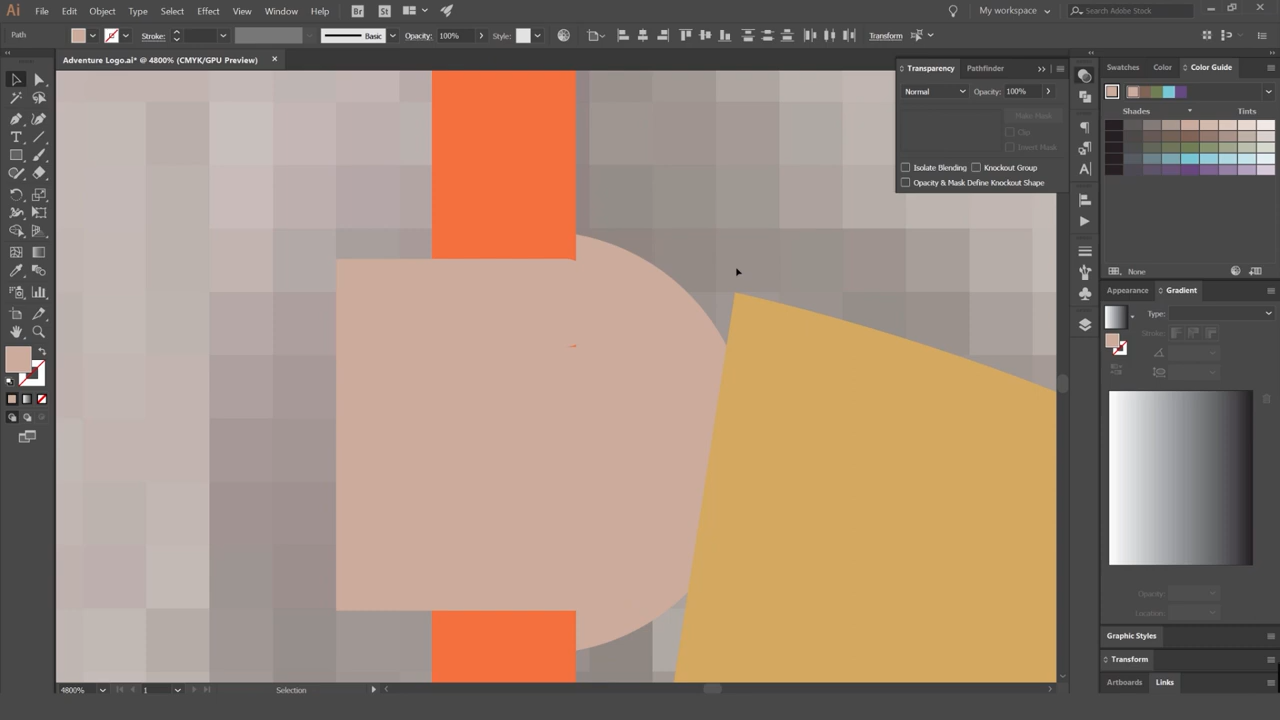 Ai File Edit Object Type Select Effect View Window Help Br St My workspace Search Adobe Stock
Path Stroke: Basic Opacity: 100% Style: Transform
Adventure Logo.ai* @ 4800% (CMYK/GPU Preview)
Transparency Pathfinder
Normal Opacity: 100%
Make Mask
Clip
Invert Mask
Isolate Blending Knockout Group
Opacity & Mask Define Knockout Shape
Swatches Color Color Guide
Shades Tints
None
Appearance Gradient
Type:
Stroke:
Opacity:
Location:
Graphic Styles
Transform
Artboards Links
4800% 1 Selection